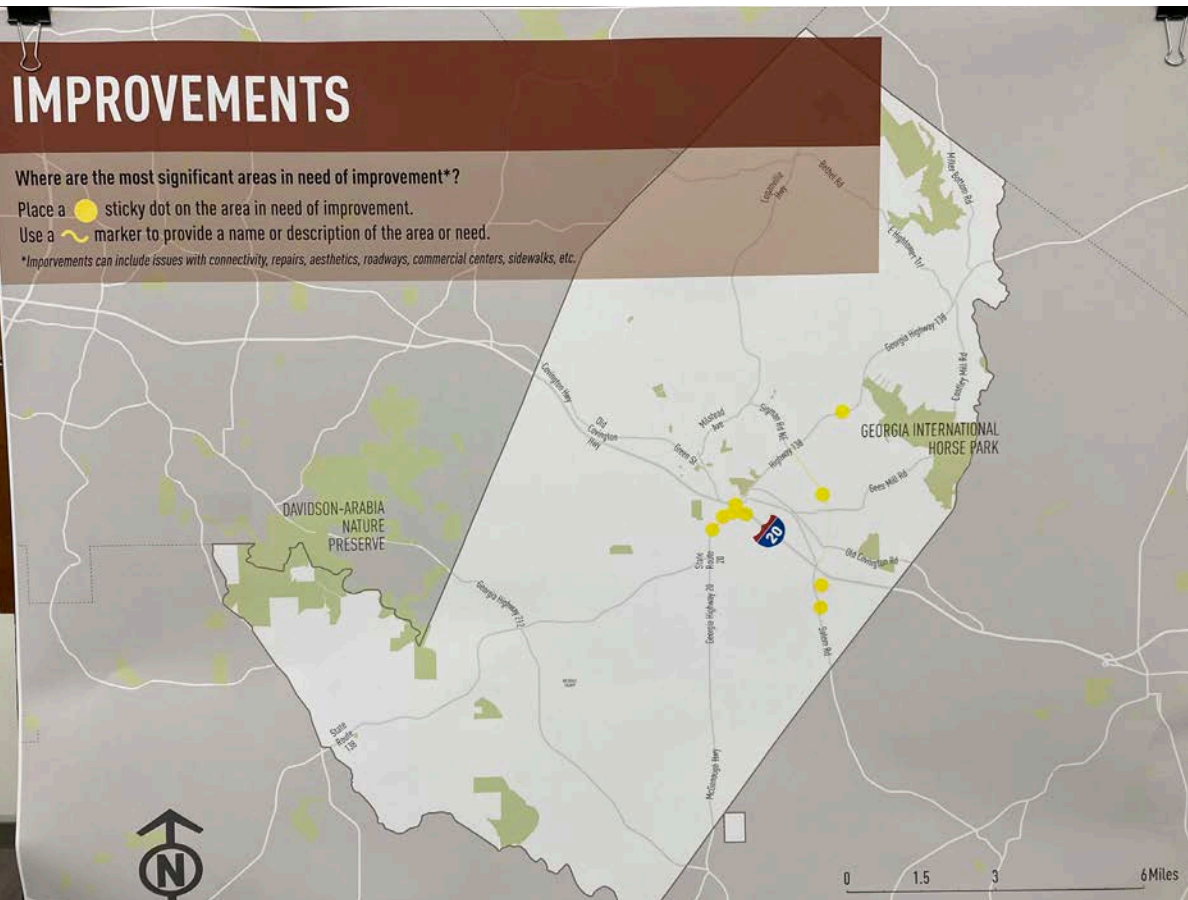 IMPROVEMENTS
Where are the most significant areas in need of improvement*?
Place a sticky dot on the area in need of improvement.
Use a marker to provide a name or description of the area or need.
*Imporvements can include issues with connectivity, repairs, aesthetics, roadways, commercial centers, sidewalks, etc.
Loganville
Hwy
Bethel Rd
Miller Bottom Rd
E Hightower Trl
Georgia Highway 138
Eastley Mill Rd
Covington Hwy
Old
Covington
Hwy
Milstead
Ave
Sigman Rd NE
Green St
Highway 138
GEORGIA INTERNATIONAL
HORSE PARK
Gees Mill Rd
DAVIDSON-ARABIA
NATURE
PRESERVE
20
State
Route
20
Old Covington Rd
Georgia Highway 212
Georgia Highway 20
Salem Rd
State
Route
138
McDonough Hwy
N
0 1.5 3 6 Miles